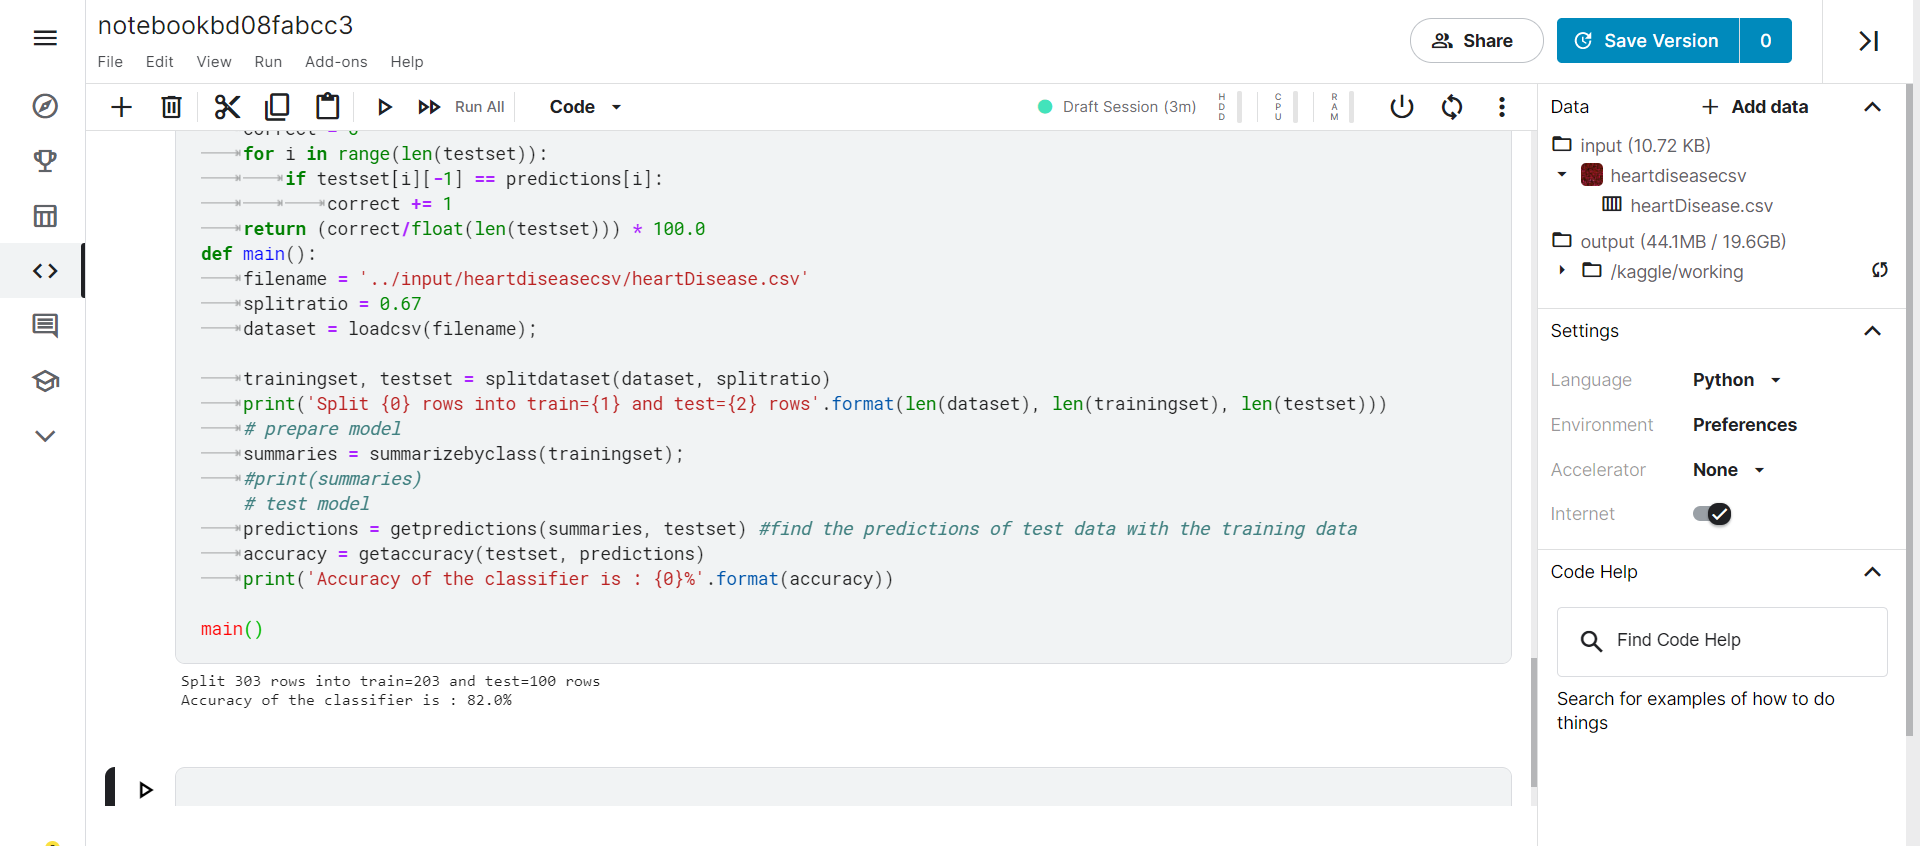 notebookbd08fabcc3
File Edit View Run Add-ons Help
Share
Save Version 0
Run All Code
Draft Session (3m)
HDD
CPU
RAM
correct = 0
for i in range(len(testset)):
if testset[i][-1] == predictions[i]:
correct += 1
return (correct/float(len(testset))) * 100.0
def main():
filename = '../input/heartdiseasecsv/heartDisease.csv'
splitratio = 0.67
dataset = loadcsv(filename);
trainingset, testset = splitdataset(dataset, splitratio)
print('Split {0} rows into train={1} and test={2} rows'.format(len(dataset), len(trainingset), len(testset)))
# prepare model
summaries = summarizebyclass(trainingset);
#print(summaries)
# test model
predictions = getpredictions(summaries, testset) #find the predictions of test data with the training data
accuracy = getaccuracy(testset, predictions)
print('Accuracy of the classifier is : {0}%'.format(accuracy))
main()
Split 303 rows into train=203 and test=100 rows
Accuracy of the classifier is : 82.0%
Data
+ Add data
input (10.72 KB)
heartdiseasecsv
heartDisease.csv
output (44.1MB / 19.6GB)
/kaggle/working
Settings
Language Python
Environment Preferences
Accelerator None
Internet
Code Help
Find Code Help
Search for examples of how to do
things